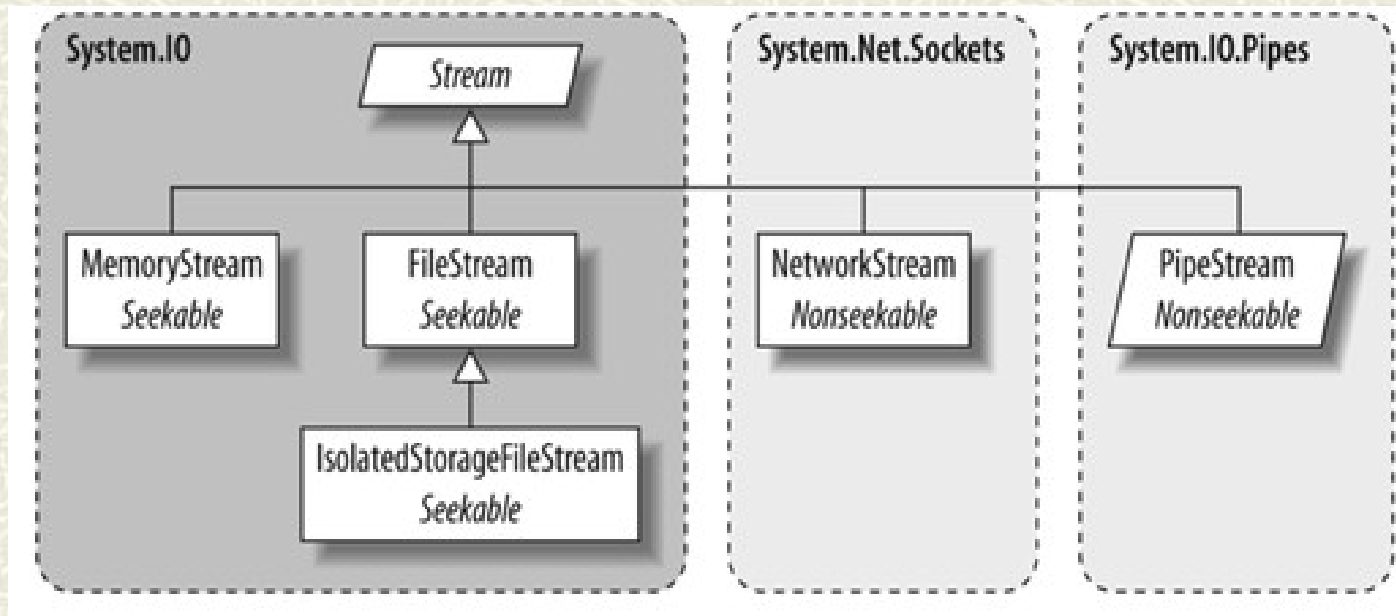 System.IO
Stream
MemoryStream
Seekable
FileStream
Seekable
IsolatedStorageFileStream
Seekable
System.Net.Sockets
NetworkStream
Nonseekable
System.IO.Pipes
PipeStream
Nonseekable